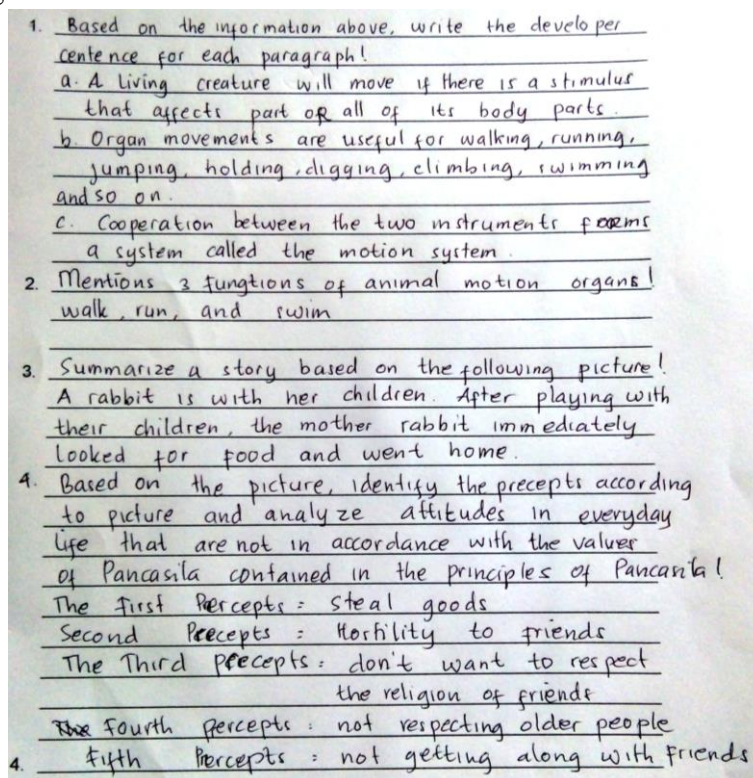 1. Based on the information above, write the develo per
centence for each paragraph!
a. A Living creature will move if there is a stimulus
that affects part OR all of its body parts.
b. Organ movements are useful for walking, running,
jumping, holding, digging, climbing, swimming
and so on.
c. Cooperation between the two instruments forms
a system called the motion system.
2. Mentions 3 fungtions of animal motion organs!
walk, run, and swim
3. Summarize a story based on the following picture!
A rabbit is with her children. After playing with
their children, the mother rabbit immediately
looked for food and went home.
4. Based on the picture, identify the precepts according
to picture and analyze attitudes in everyday
life that are not in accordance with the values
of Pancasila contained in the principles of Pancasila!
The First Percepts : Steal goods
Second Precepts : Hostility to friends
The Third precepts : don't want to respect
the religion of friends
Fourth percepts : not respecting older people
4. Fifth Percepts : not getting along with friends